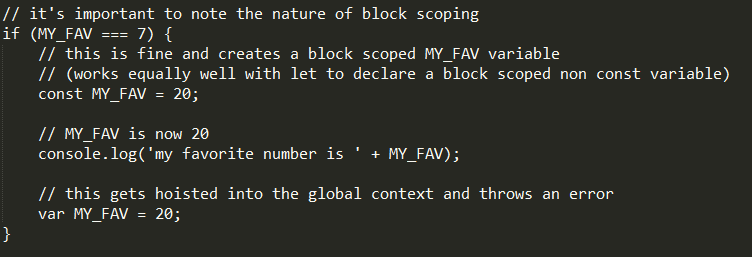 // it's important to note the nature of block scoping
if (MY_FAV === 7) {
    // this is fine and creates a block scoped MY_FAV variable
    // (works equally well with let to declare a block scoped non const variable)
    const MY_FAV = 20;

    // MY_FAV is now 20
    console.log('my favorite number is ' + MY_FAV);

    // this gets hoisted into the global context and throws an error
    var MY_FAV = 20;
}